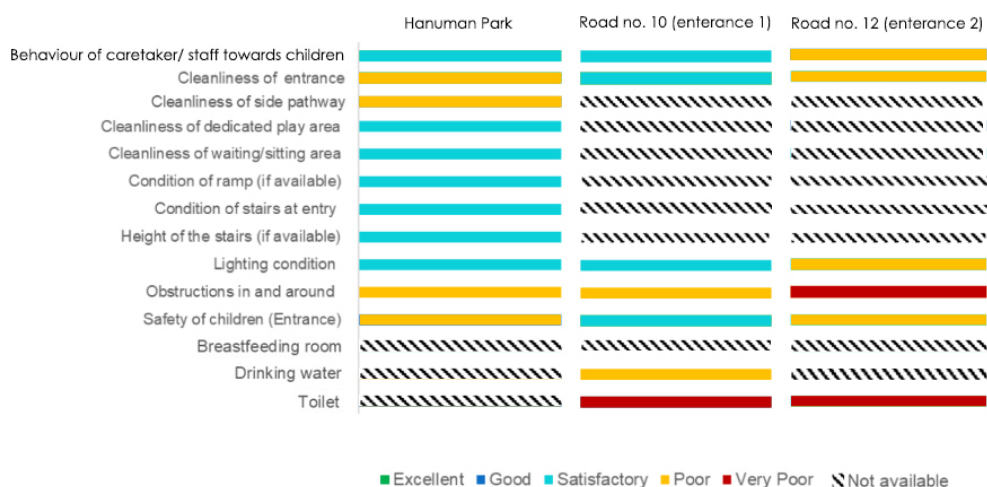 Hanuman Park Road no. 10 (enterance 1) Road no. 12 (enterance 2)
Behaviour of caretaker/ staff towards children
Cleanliness of entrance
Cleanliness of side pathway
Cleanliness of dedicated play area
Cleanliness of waiting/sitting area
Condition of ramp (if available)
Condition of stairs at entry
Height of the stairs (if available)
Lighting condition
Obstructions in and around
Safety of children (Entrance)
Breastfeeding room
Drinking water
Toilet
Excellent Good Satisfactory Poor Very Poor Not available